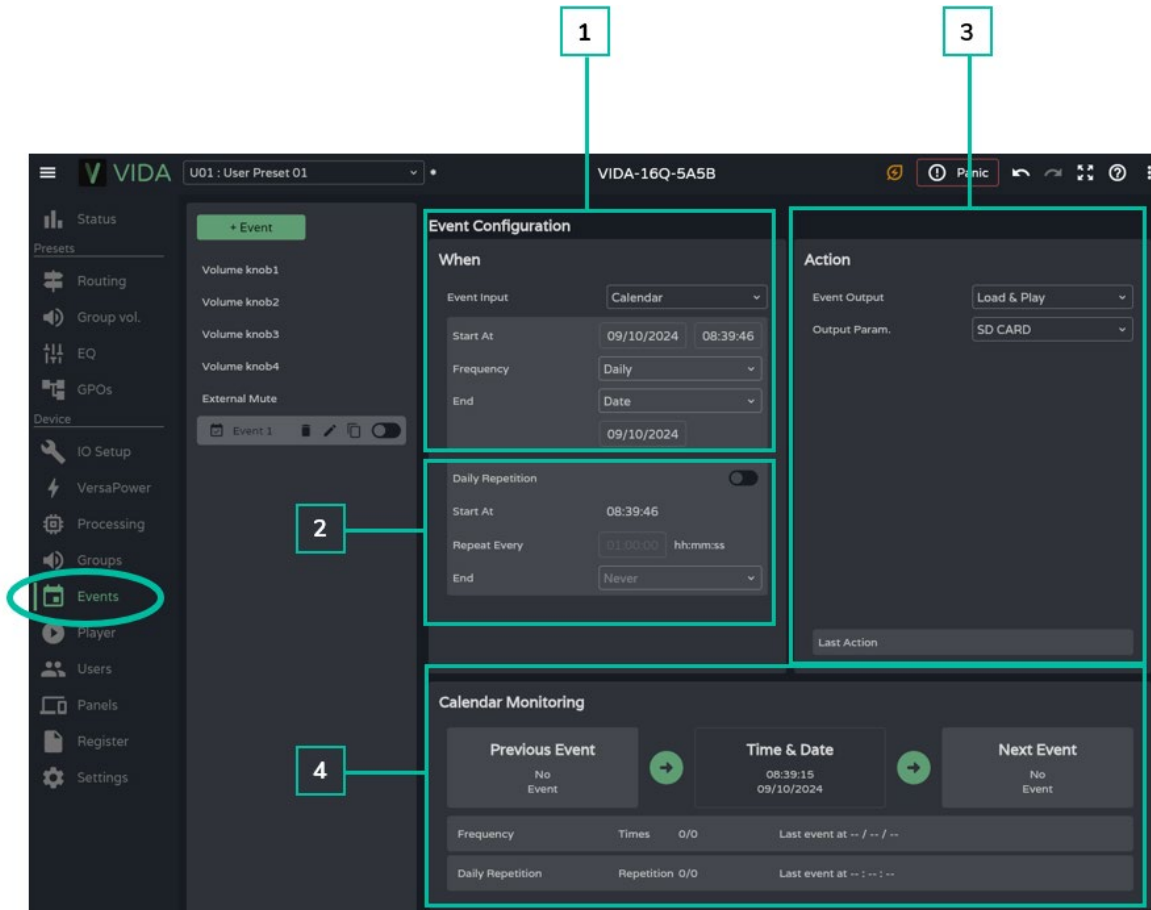 1
3
VIDA
U01 : User Preset 01
VIDA-16Q-5A5B
Panic
Status
Presets
Routing
Group vol.
EQ
GPOs
Device
IO Setup
VersaPower
Processing
Groups
Events
Player
Users
Panels
Register
Settings
+ Event
Volume knob1
Volume knob2
Volume knob3
Volume knob4
External Mute
Event 1
2
4
Event Configuration
When
Event Input Calendar
Start At 09/10/2024 08:39:46
Frequency Daily
End Date
09/10/2024
Daily Repetition
Start At 08:39:46
Repeat Every 01:00:00 hh:mm:ss
End Never
Action
Event Output Load & Play
Output Param. SD CARD
Last Action
Calendar Monitoring
Previous Event
No
Event
Time & Date
08:39:15
09/10/2024
Next Event
No
Event
Frequency Times 0/0 Last event at -- / -- / --
Daily Repetition Repetition 0/0 Last event at -- : -- : --